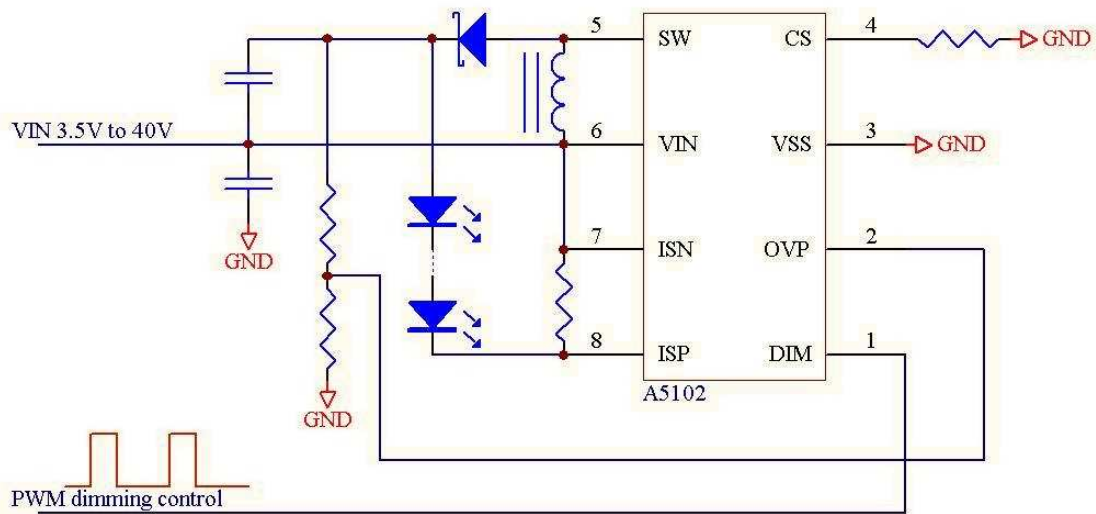 5 SW CS 4 GND
VIN 3.5V to 40V
6 VIN VSS 3 GND
7 ISN OVP 2
GND
8 ISP DIM 1
A5102
GND
PWM dimming control